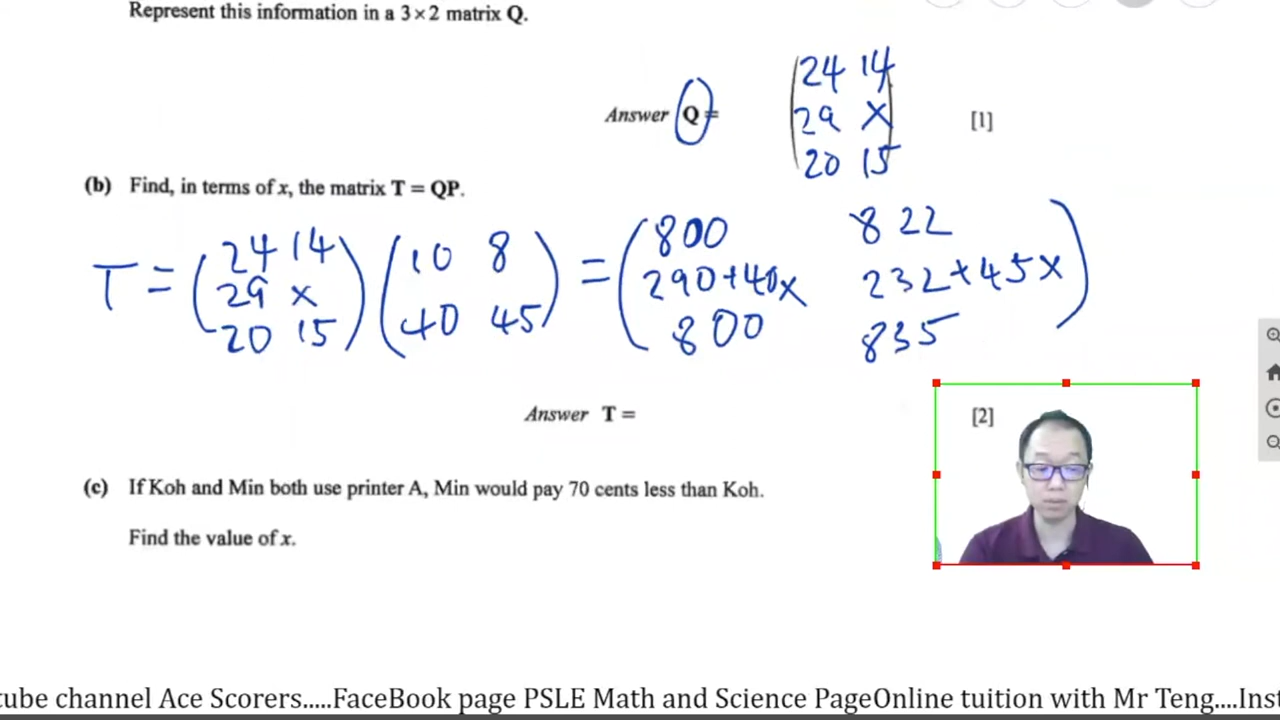 Represent this information in a 3×2 matrix Q.
24 14
Answer Q = 29 x [1]
20 15
(b) Find, in terms of x, the matrix T = QP.
24 14 10 8 800 822
T = 29 x = 290+40x 232+45x
20 15 40 45 800 835
Answer T = [2]
(c) If Koh and Min both use printer A, Min would pay 70 cents less than Koh.
Find the value of x.
tube channel Ace Scorers.....FaceBook page PSLE Math and Science PageOnline tuition with Mr Teng....Inst